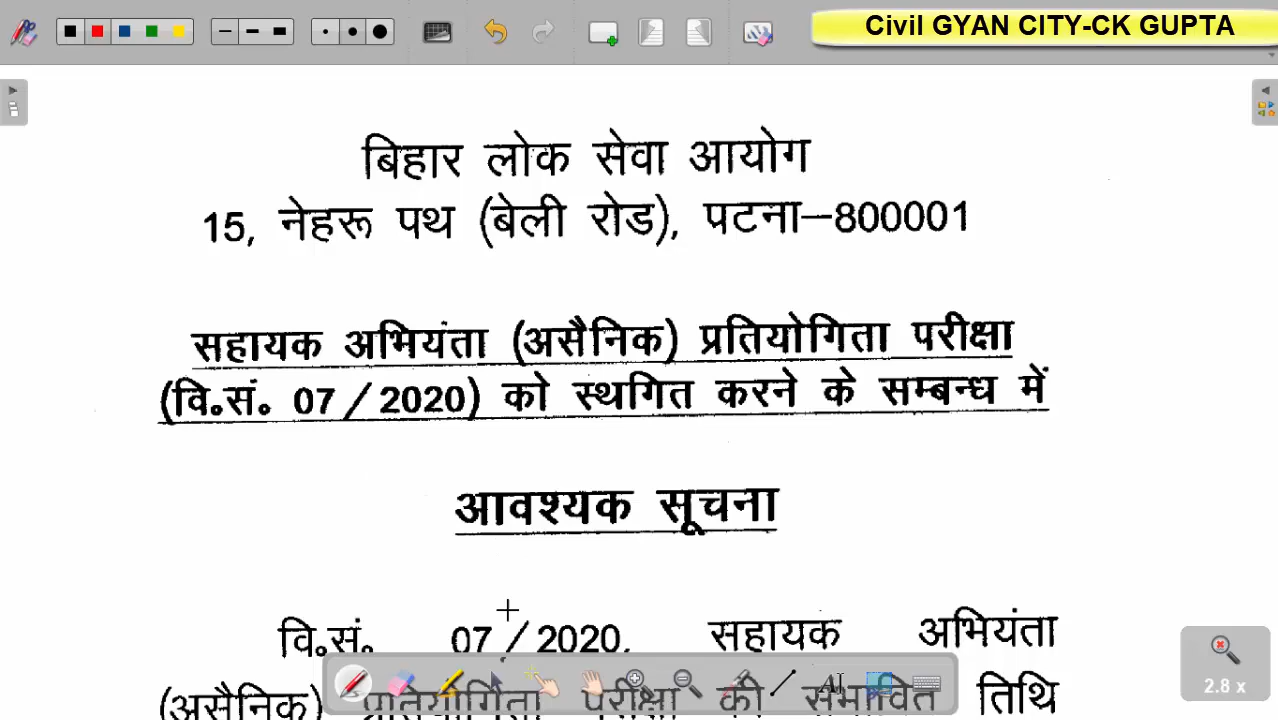 Civil GYAN CITY-CK GUPTA
बिहार लोक सेवा आयोग
15, नेहरू पथ (बेली रोड), पटना–800001
सहायक अभियंता (असैनिक) प्रतियोगिता परीक्षा
(वि.सं. 07/2020) को स्थगित करने के सम्बन्ध में
आवश्यक सूचना
वि.सं. 07/2020, सहायक अभियंता
(असैनिक) प्रतियोगिता परीक्षा की संभावित तिथि
2.8 x